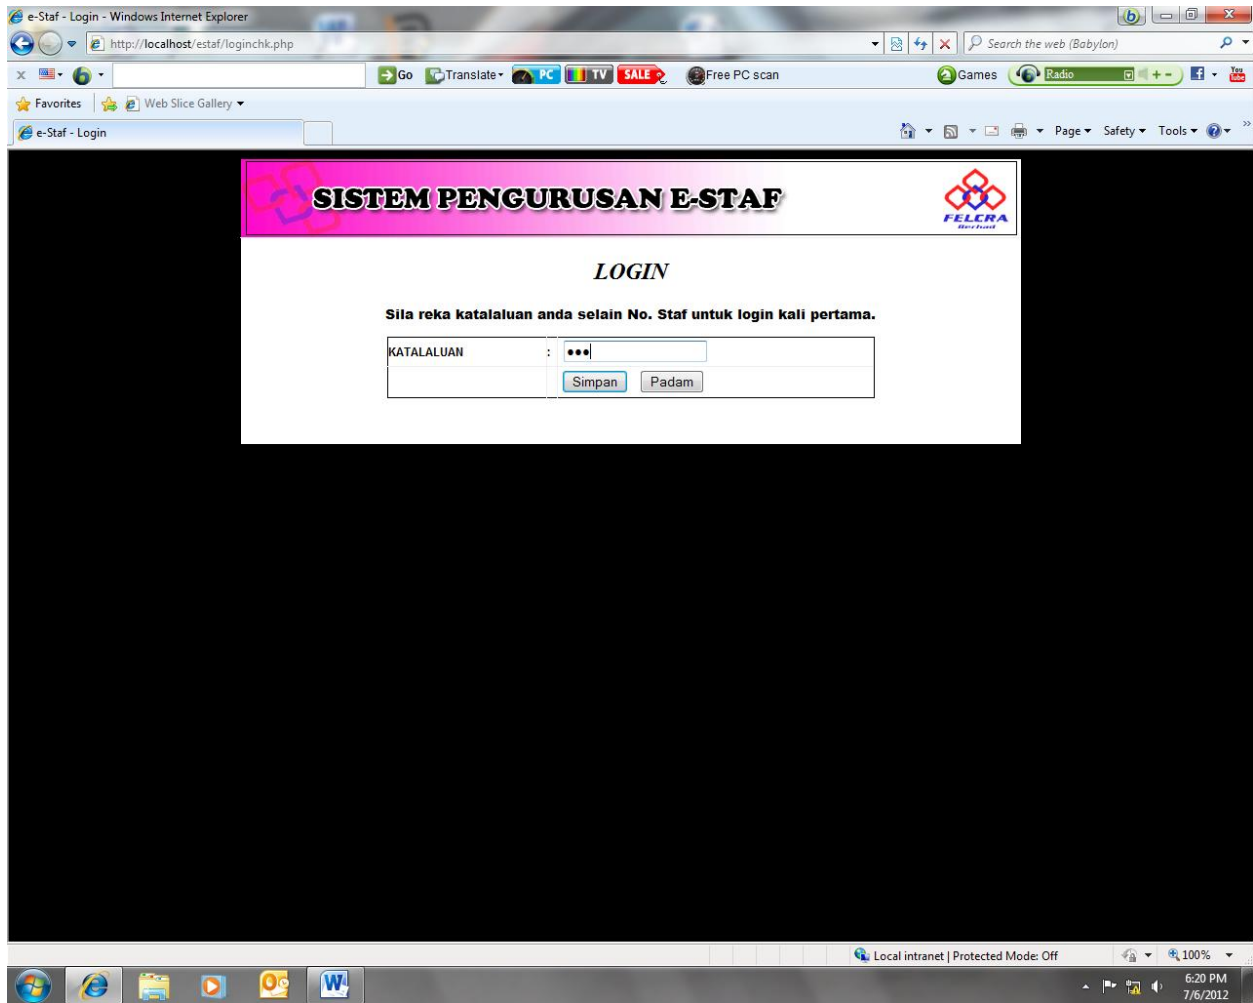 e-Staf - Login - Windows Internet Explorer
http://localhost/estaf/loginchk.php
Search the web (Babylon)
Go Translate PC TV SALE Free PC scan Games Radio You Tube
Favorites Web Slice Gallery
e-Staf - Login Page Safety Tools
SISTEM PENGURUSAN E-STAF
FELCRA
Berhad
LOGIN
Sila reka katalaluan anda selain No. Staf untuk login kali pertama.
KATALALUAN : •••
Simpan Padam
Local intranet | Protected Mode: Off 100%
6:20 PM
7/6/2012